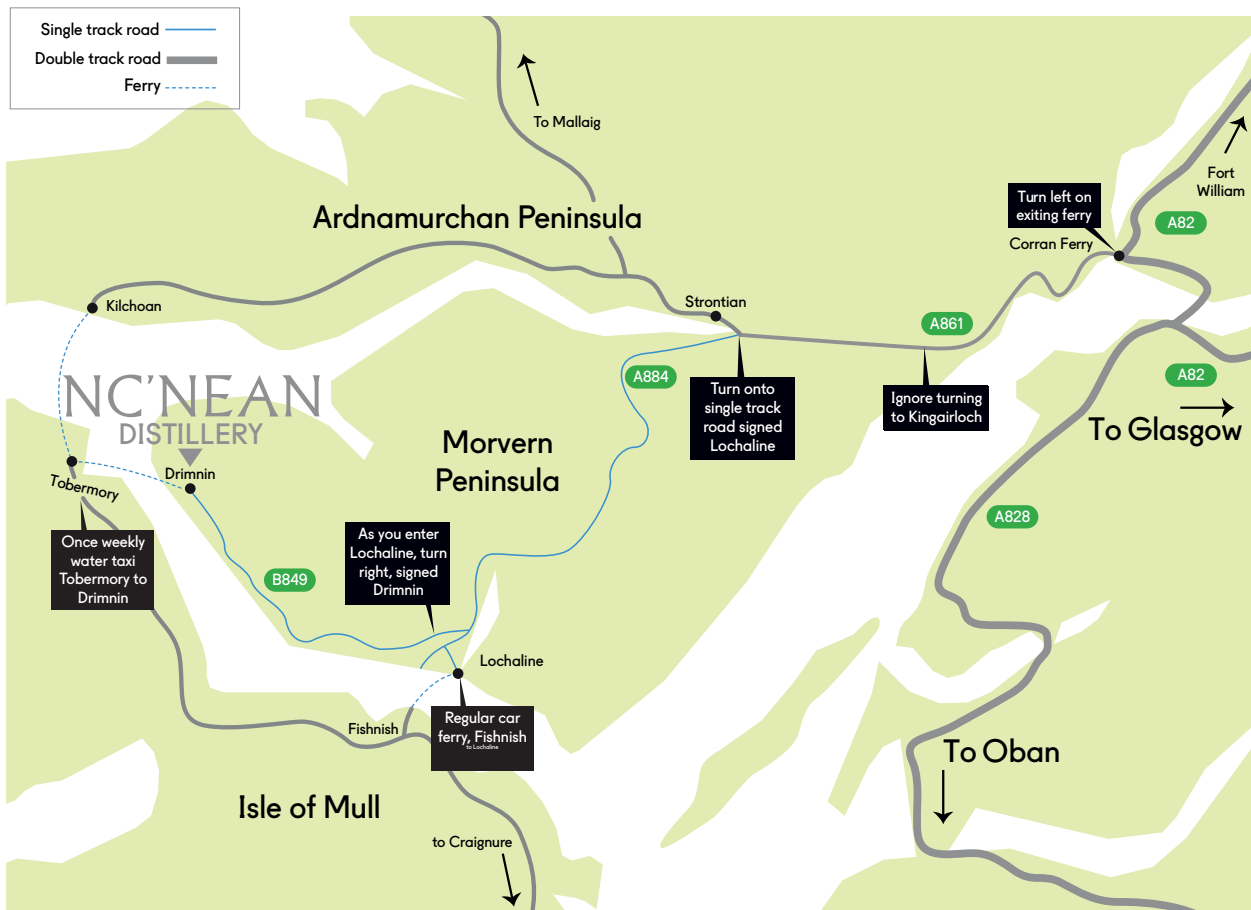 Single track road
Double track road
Ferry
To Mallaig
Fort
William
Turn left on
exiting ferry
A82
Corran Ferry
Ardnamurchan Peninsula
Kilchoan
Strontian
A861
A82
To Glasgow
A884
Turn onto
single track
road signed
Lochaline
Ignore turning
to Kingairloch
NC'NEAN
DISTILLERY
Drimnin
Morvern
Peninsula
Tobermory
Once weekly
water taxi
Tobermory to
Drimnin
A828
As you enter
Lochaline, turn
right, signed
Drimnin
B849
Lochaline
Regular car
ferry, Fishnish
to Lochaline
Fishnish
To Oban
Isle of Mull
to Craignure